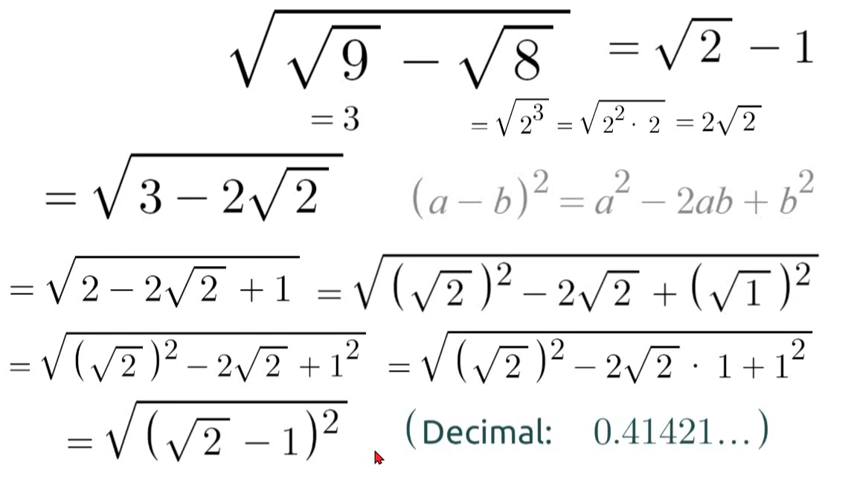 √(√9 − √8) = √2 − 1
= 3 = √(2³) = √(2² · 2) = 2√2
= √(3 − 2√2) (a − b)² = a² − 2ab + b²
= √(2 − 2√2 + 1) = √((√2)² − 2√2 + (√1)²)
= √((√2)² − 2√2 + 1²) = √((√2)² − 2√2 · 1 + 1²)
= √((√2 − 1)²) (Decimal: 0.41421...)